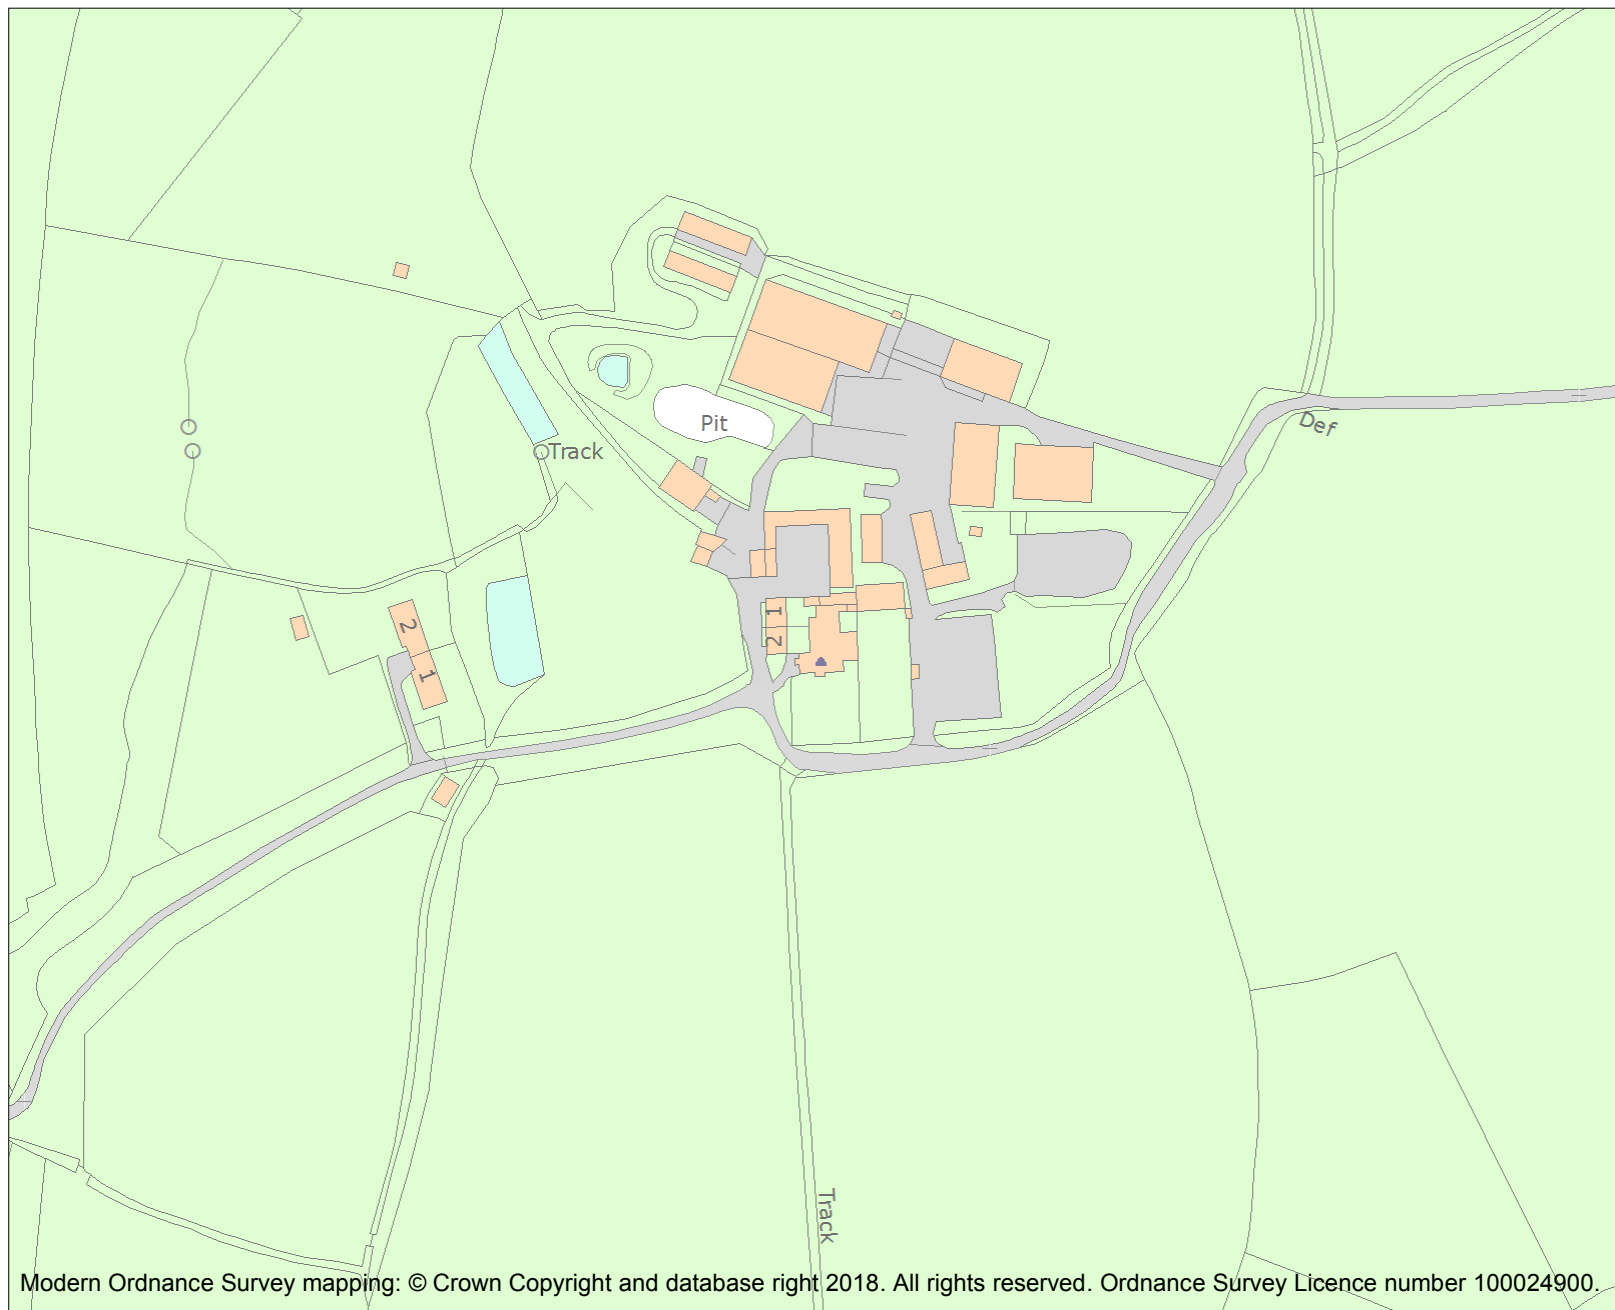 Def
Pit
Track
1
2
2
1
Track
Modern Ordnance Survey mapping: © Crown Copyright and database right 2018. All rights reserved. Ordnance Survey Licence number 100024900.